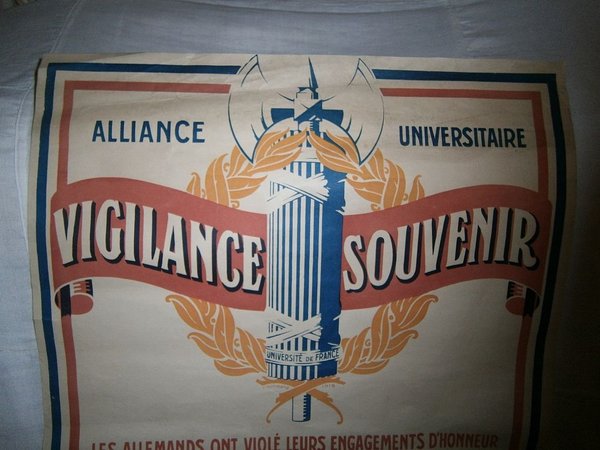 ALLIANCE UNIVERSITAIRE
VIGILANCE SOUVENIR
UNIVERSITÉ DE FRANCE
LES ALLEMANDS ONT VIOLÉ LEURS ENGAGEMENTS D'HONNEUR